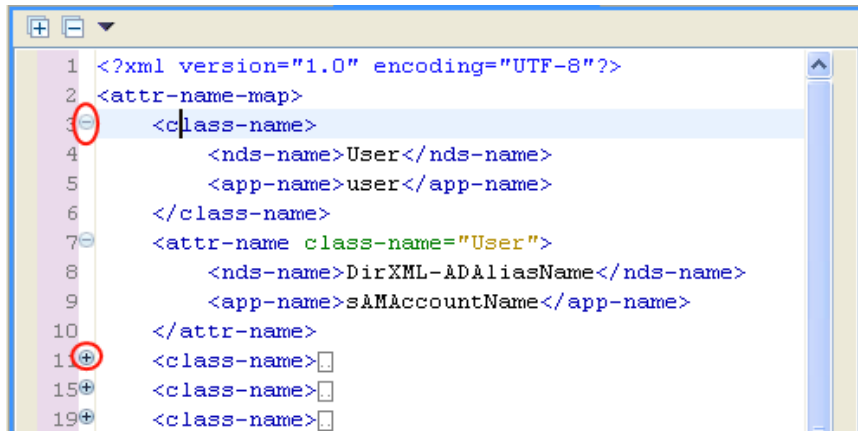 1 <?xml version="1.0" encoding="UTF-8"?>
2 <attr-name-map>
3 <class-name>
4 <nds-name>User</nds-name>
5 <app-name>user</app-name>
6 </class-name>
7 <attr-name class-name="User">
8 <nds-name>DirXML-ADAliasName</nds-name>
9 <app-name>sAMAccountName</app-name>
10 </attr-name>
11 <class-name>
15 <class-name>
19 <class-name>